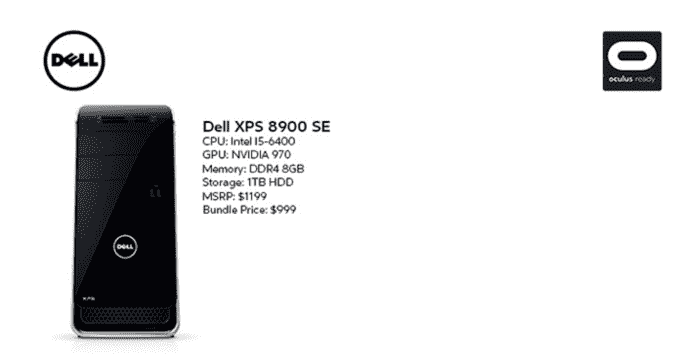 DELL
oculus ready
Dell XPS 8900 SE
CPU: Intel I5-6400
GPU: NVIDIA 970
Memory: DDR4 8GB
Storage: 1TB HDD
MSRP: $1199
Bundle Price: $999
DELL
XPS